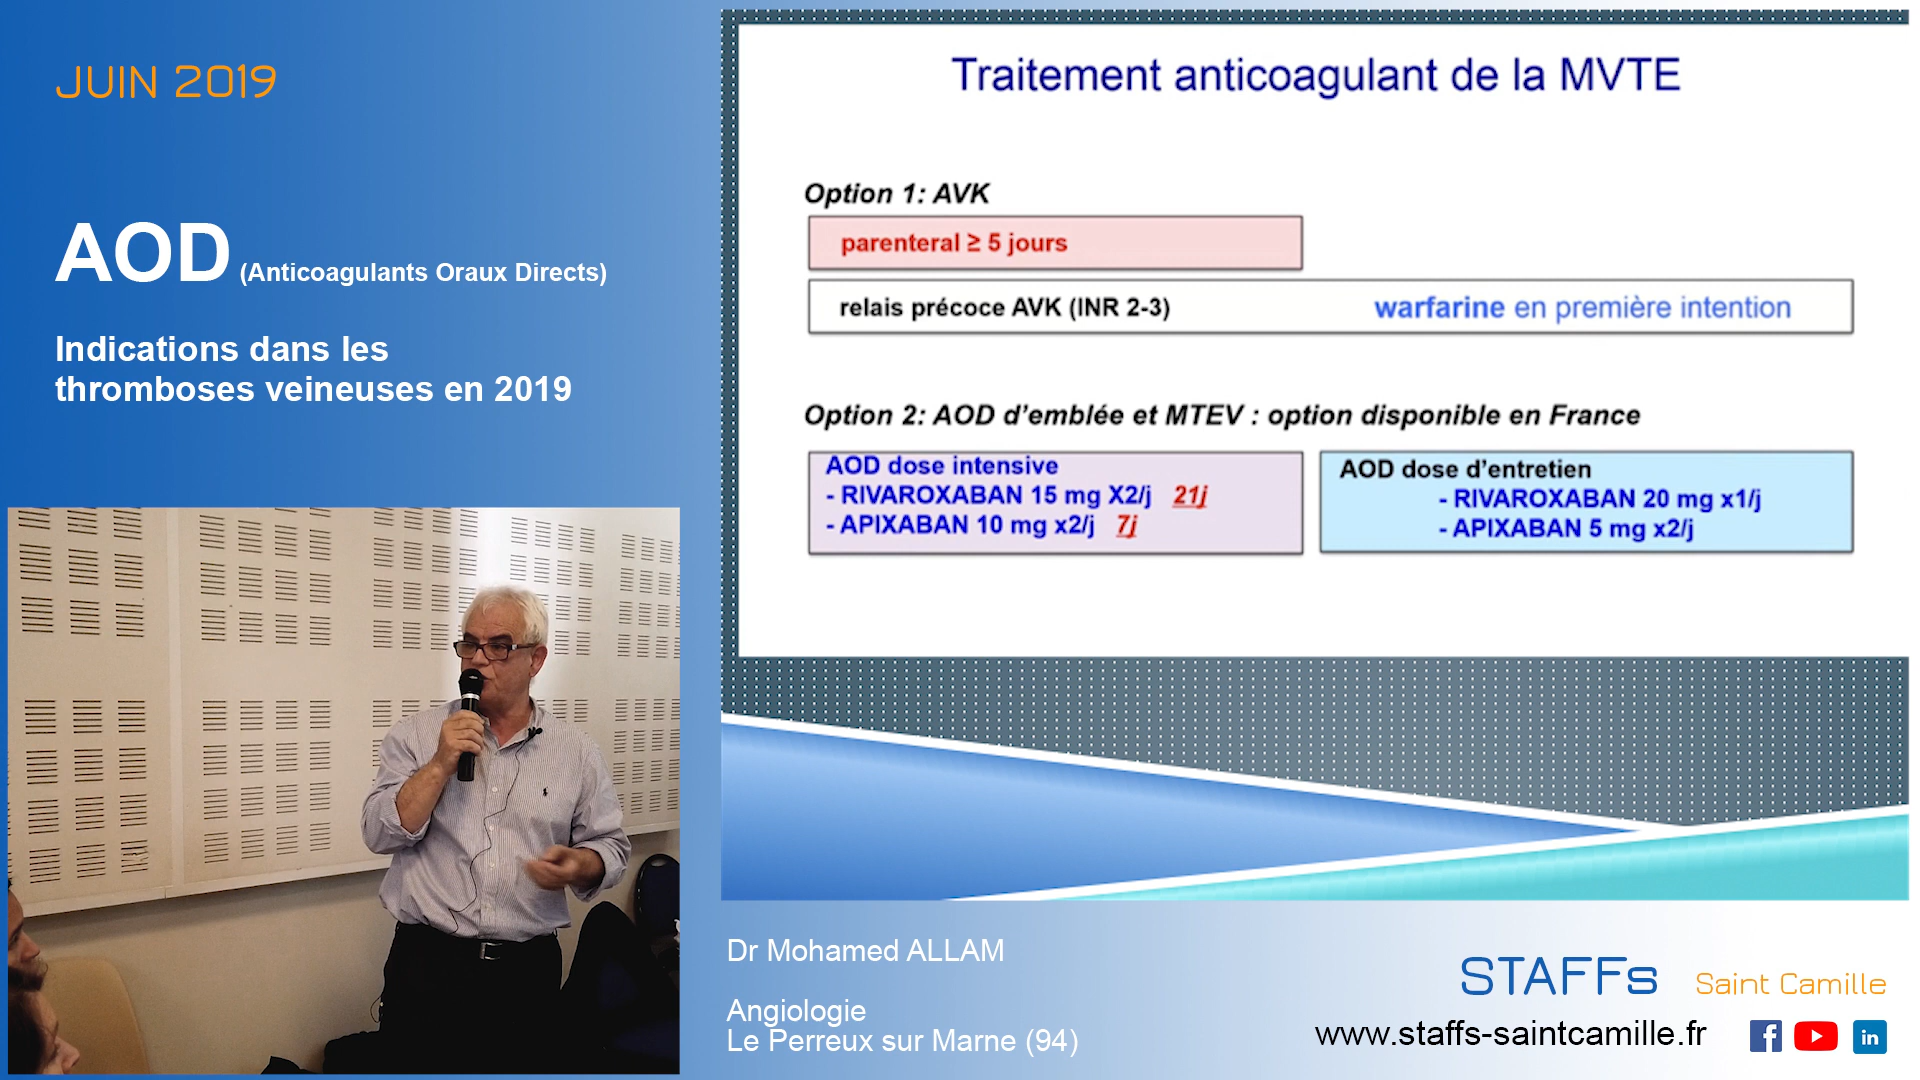 JUIN 2019
AOD (Anticoagulants Oraux Directs)
Indications dans les
thromboses veineuses en 2019
Traitement anticoagulant de la MVTE
Option 1: AVK
parenteral ≥ 5 jours
relais précoce AVK (INR 2-3) warfarine en première intention
Option 2: AOD d'emblée et MTEV : option disponible en France
AOD dose intensive
- RIVAROXABAN 15 mg X2/j 21j
- APIXABAN 10 mg x2/j 7j
AOD dose d'entretien
- RIVAROXABAN 20 mg x1/j
- APIXABAN 5 mg x2/j
Dr Mohamed ALLAM
Angiologie
Le Perreux sur Marne (94)
STAFFs Saint Camille
www.staffs-saintcamille.fr